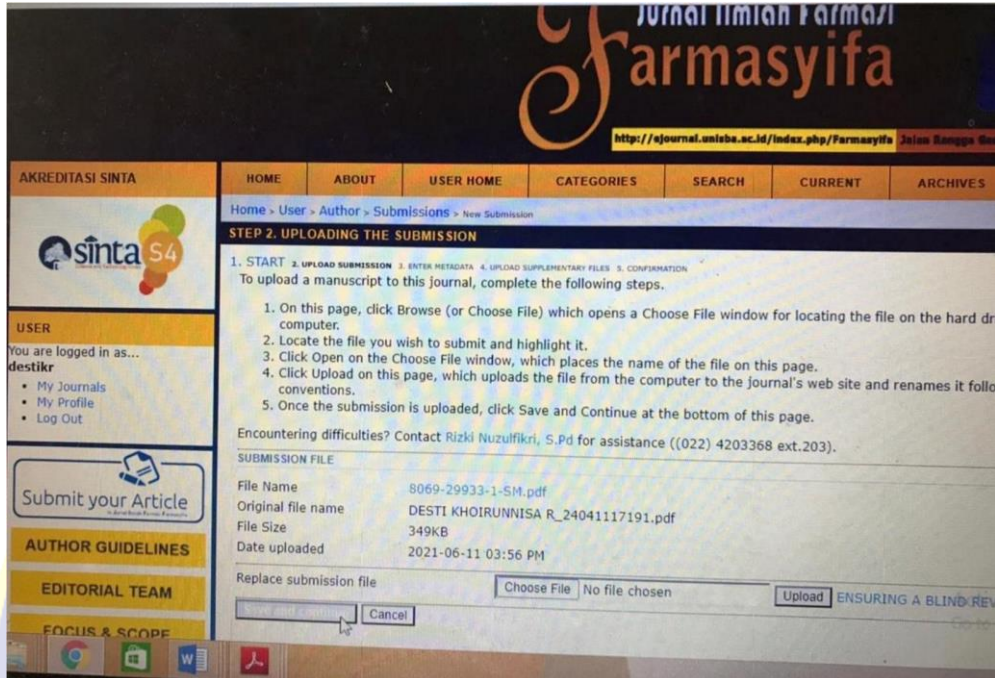 Jurnal Ilmiah Farmasi
Farmasyifa
http://ejournal.unisba.ac.id/index.php/Farmasyifa Jalan Rangga
AKREDITASI SINTA
HOME ABOUT USER HOME CATEGORIES SEARCH CURRENT ARCHIVES
Home > User > Author > Submissions > New Submission
STEP 2. UPLOADING THE SUBMISSION
sinta S4
1. START 2. UPLOAD SUBMISSION 3. ENTER METADATA 4. UPLOAD SUPPLEMENTARY FILES 5. CONFIRMATION
To upload a manuscript to this journal, complete the following steps.
1. On this page, click Browse (or Choose File) which opens a Choose File window for locating the file on the hard dr
computer.
2. Locate the file you wish to submit and highlight it.
3. Click Open on the Choose File window, which places the name of the file on this page.
4. Click Upload on this page, which uploads the file from the computer to the journal's web site and renames it follo
conventions.
5. Once the submission is uploaded, click Save and Continue at the bottom of this page.
USER
You are logged in as...
destikr
My Journals
My Profile
Log Out
Encountering difficulties? Contact Rizki Nuzulfikri, S.Pd for assistance ((022) 4203368 ext.203).
SUBMISSION FILE
File Name 8069-29933-1-SM.pdf
Original file name DESTI KHOIRUNNISA R_24041117191.pdf
File Size 349KB
Date uploaded 2021-06-11 03:56 PM
Replace submission file Choose File No file chosen Upload ENSURING A BLIND REV
Save and continue Cancel
Submit your Article
AUTHOR GUIDELINES
EDITORIAL TEAM
FOCUS & SCOPE